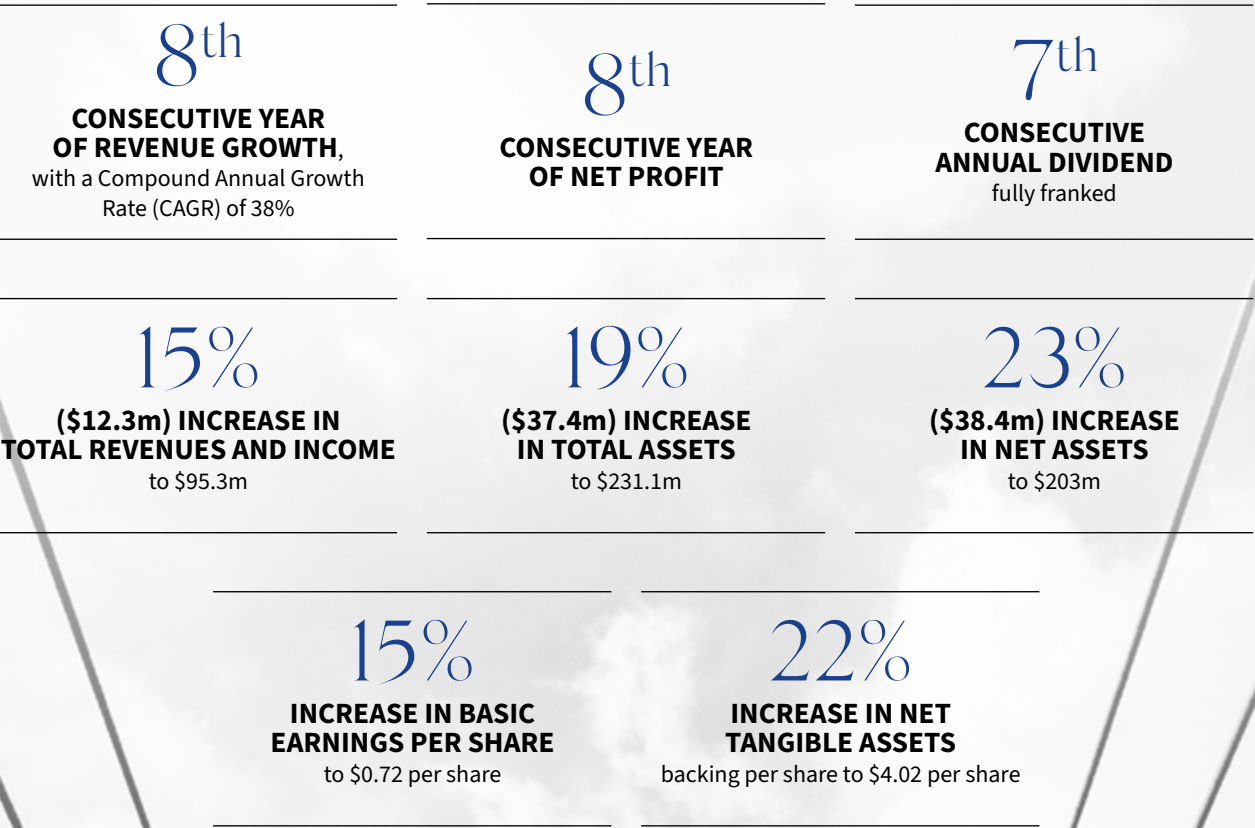 8th
CONSECUTIVE YEAR
OF REVENUE GROWTH,
with a Compound Annual Growth
Rate (CAGR) of 38%
8th
CONSECUTIVE YEAR
OF NET PROFIT
7th
CONSECUTIVE
ANNUAL DIVIDEND
fully franked
15%
($12.3m) INCREASE IN
TOTAL REVENUES AND INCOME
to $95.3m
19%
($37.4m) INCREASE
IN TOTAL ASSETS
to $231.1m
23%
($38.4m) INCREASE
IN NET ASSETS
to $203m
15%
INCREASE IN BASIC
EARNINGS PER SHARE
to $0.72 per share
22%
INCREASE IN NET
TANGIBLE ASSETS
backing per share to $4.02 per share